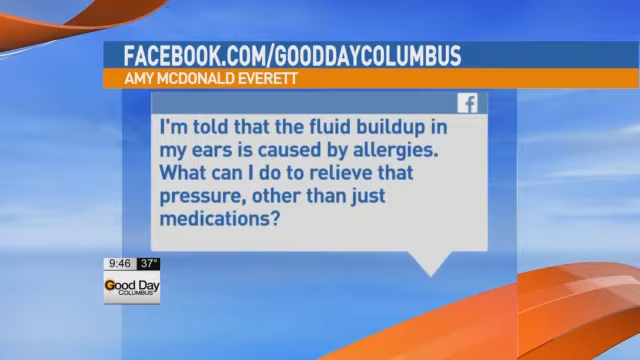 FACEBOOK.COM/GOODDAYCOLUMBUS
AMY MCDONALD EVERETT
f
I'm told that the fluid buildup in
my ears is caused by allergies.
What can I do to relieve that
pressure, other than just
medications?
9:46 37°
Good Day
COLUMBUS